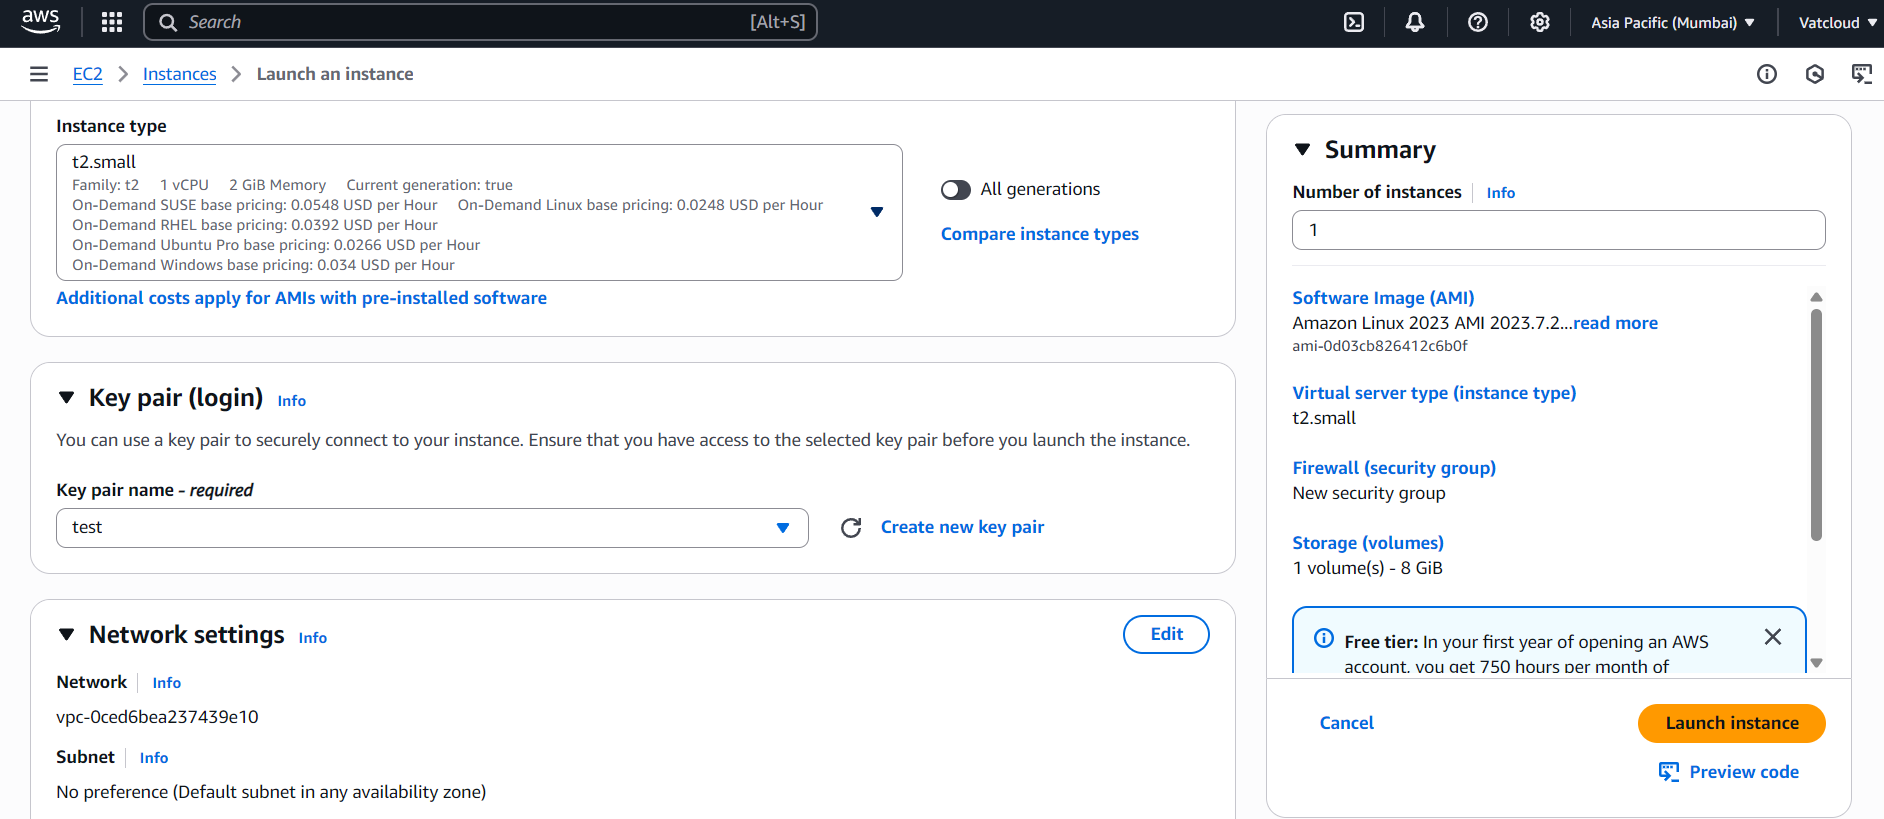 aws
Search [Alt+S]
Asia Pacific (Mumbai)
Vatcloud
EC2 Instances Launch an instance
Instance type
t2.small
Family: t2 1 vCPU 2 GiB Memory Current generation: true
On-Demand SUSE base pricing: 0.0548 USD per Hour On-Demand Linux base pricing: 0.0248 USD per Hour
On-Demand RHEL base pricing: 0.0392 USD per Hour
On-Demand Ubuntu Pro base pricing: 0.0266 USD per Hour
On-Demand Windows base pricing: 0.034 USD per Hour
All generations
Compare instance types
Additional costs apply for AMIs with pre-installed software
Key pair (login) Info
You can use a key pair to securely connect to your instance. Ensure that you have access to the selected key pair before you launch the instance.
Key pair name - required
test
Create new key pair
Network settings Info
Edit
Network Info
vpc-0ced6bea237439e10
Subnet Info
No preference (Default subnet in any availability zone)
Summary
Number of instances Info
1
Software Image (AMI)
Amazon Linux 2023 AMI 2023.7.2...read more
ami-0d03cb826412c6b0f
Virtual server type (instance type)
t2.small
Firewall (security group)
New security group
Storage (volumes)
1 volume(s) - 8 GiB
Free tier: In your first year of opening an AWS
account, you get 750 hours per month of
Cancel
Launch instance
Preview code